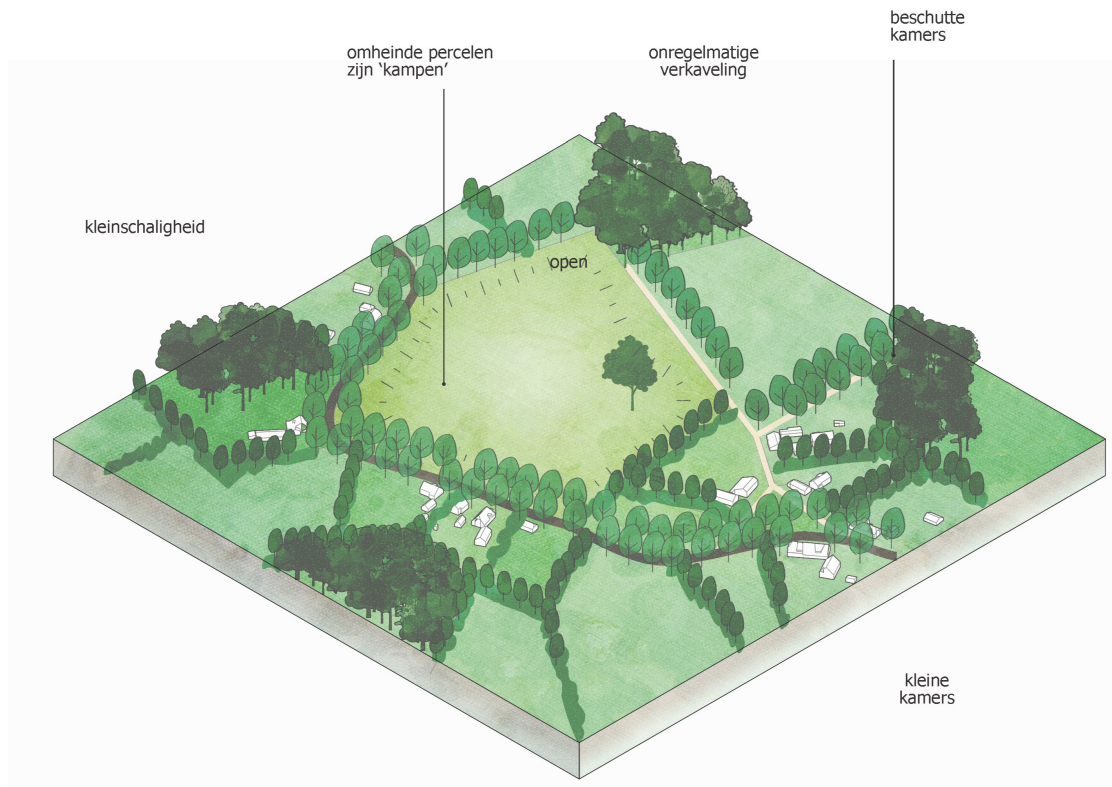 beschutte
kamers
omheinde percelen
zijn ‘kampen’
onregelmatige
verkaveling
kleinschaligheid
open
kleine
kamers